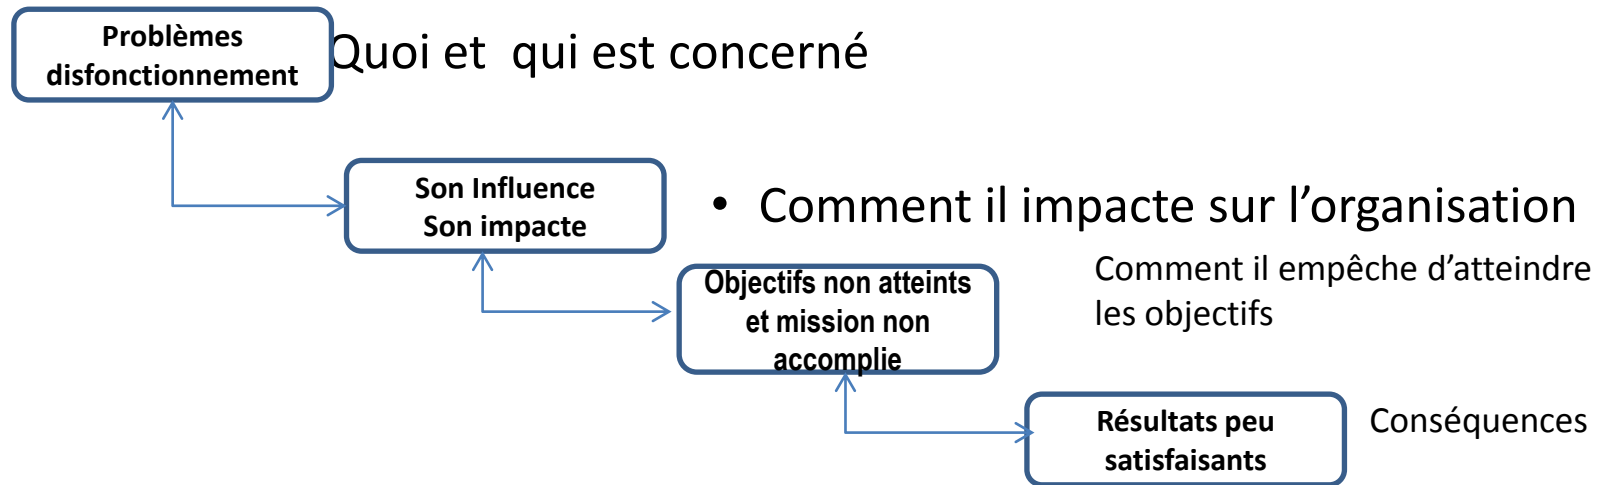 Problèmes
disfonctionnement
Quoi et qui est concerné
Son Influence
Son impacte
• Comment il impacte sur l’organisation
Objectifs non atteints
et mission non
accomplie
Comment il empêche d’atteindre
les objectifs
Résultats peu
satisfaisants
Conséquences